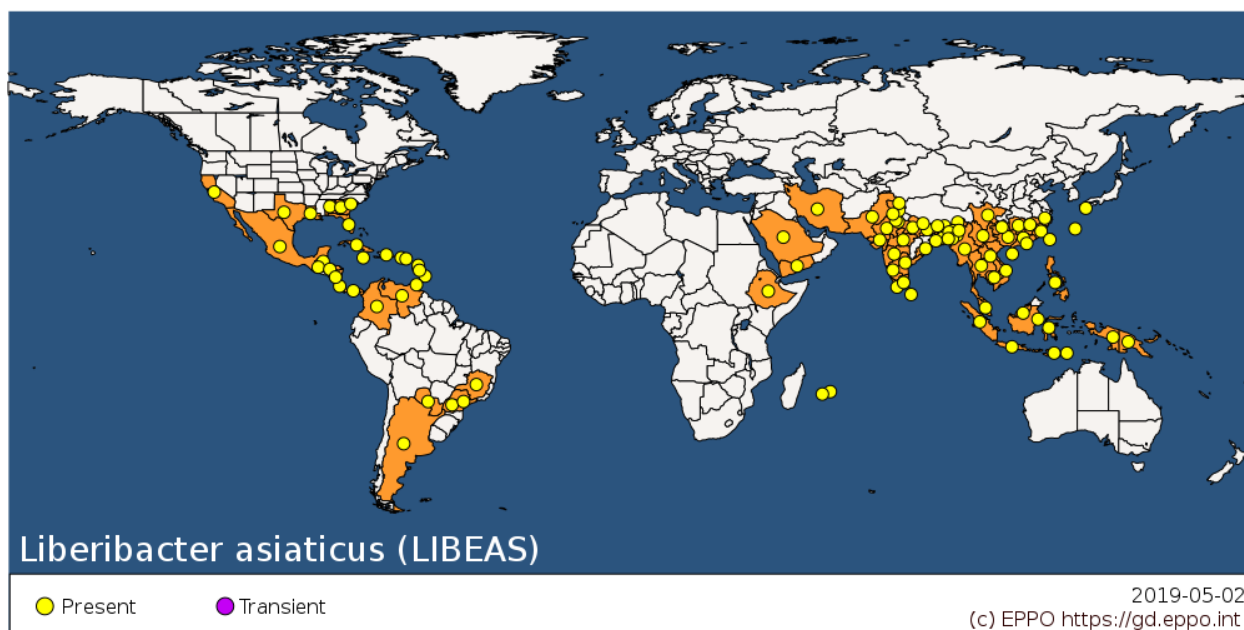 Liberibacter asiaticus (LIBEAS)
Present
Transient
2019-05-02
(c) EPPO https://gd.eppo.int